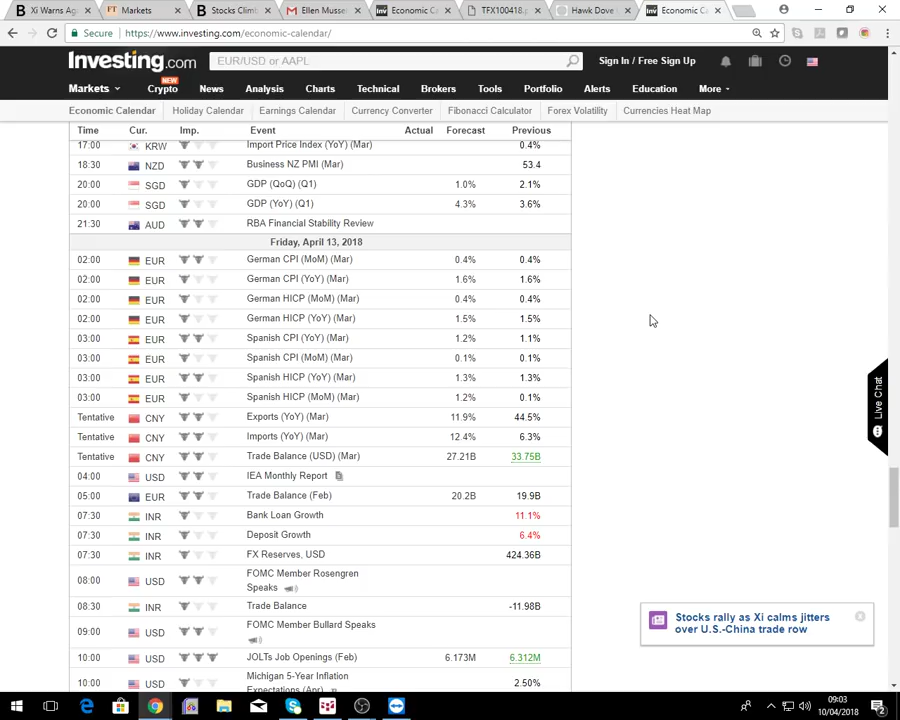 Xi Warns Ag
Markets
Stocks Climb
Ellen Musser
Economic C
TFX100418.p
Hawk Dove
Economic C
Secure https://www.investing.com/economic-calendar/
Investing.com EUR/USD or AAPL Sign In / Free Sign Up
NEW
Markets Crypto News Analysis Charts Technical Brokers Tools Portfolio Alerts Education More
Economic Calendar Holiday Calendar Earnings Calendar Currency Converter Fibonacci Calculator Forex Volatility Currencies Heat Map
Time Cur. Imp. Event Actual Forecast Previous
17:00 KRW Import Price Index (YoY) (Mar) 0.4%
18:30 NZD Business NZ PMI (Mar) 53.4
20:00 SGD GDP (QoQ) (Q1) 1.0% 2.1%
20:00 SGD GDP (YoY) (Q1) 4.3% 3.6%
21:30 AUD RBA Financial Stability Review
Friday, April 13, 2018
02:00 EUR German CPI (MoM) (Mar) 0.4% 0.4%
02:00 EUR German CPI (YoY) (Mar) 1.6% 1.6%
02:00 EUR German HICP (MoM) (Mar) 0.4% 0.4%
02:00 EUR German HICP (YoY) (Mar) 1.5% 1.5%
03:00 EUR Spanish CPI (YoY) (Mar) 1.2% 1.1%
03:00 EUR Spanish CPI (MoM) (Mar) 0.1% 0.1%
03:00 EUR Spanish HICP (YoY) (Mar) 1.3% 1.3%
03:00 EUR Spanish HICP (MoM) (Mar) 1.2% 0.1%
Tentative CNY Exports (YoY) (Mar) 11.9% 44.5%
Tentative CNY Imports (YoY) (Mar) 12.4% 6.3%
Tentative CNY Trade Balance (USD) (Mar) 27.21B 33.75B
04:00 USD IEA Monthly Report
05:00 EUR Trade Balance (Feb) 20.2B 19.9B
07:30 INR Bank Loan Growth 11.1%
07:30 INR Deposit Growth 6.4%
07:30 INR FX Reserves, USD 424.36B
08:00 USD FOMC Member Rosengren
Speaks
08:30 INR Trade Balance -11.98B
09:00 USD FOMC Member Bullard Speaks
10:00 USD JOLTs Job Openings (Feb) 6.173M 6.312M
10:00 USD Michigan 5-Year Inflation
Expectations (Apr) 2.50%
Live Chat
Stocks rally as Xi calms jitters
over U.S.-China trade row
09:03
10/04/2018
2